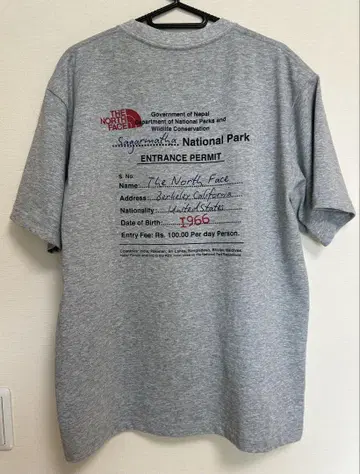 THE
NORTH
FACE
Government of Nepal
Department of National Parks and
Wildlife Conservation
Sagarmatha National Park
ENTRANCE PERMIT
S. No
Name: The North Face
Address: Berkeley California
Nationality: United States
Date of Birth: 1966
Entry Fee: Rs. 100.00 Per day Person